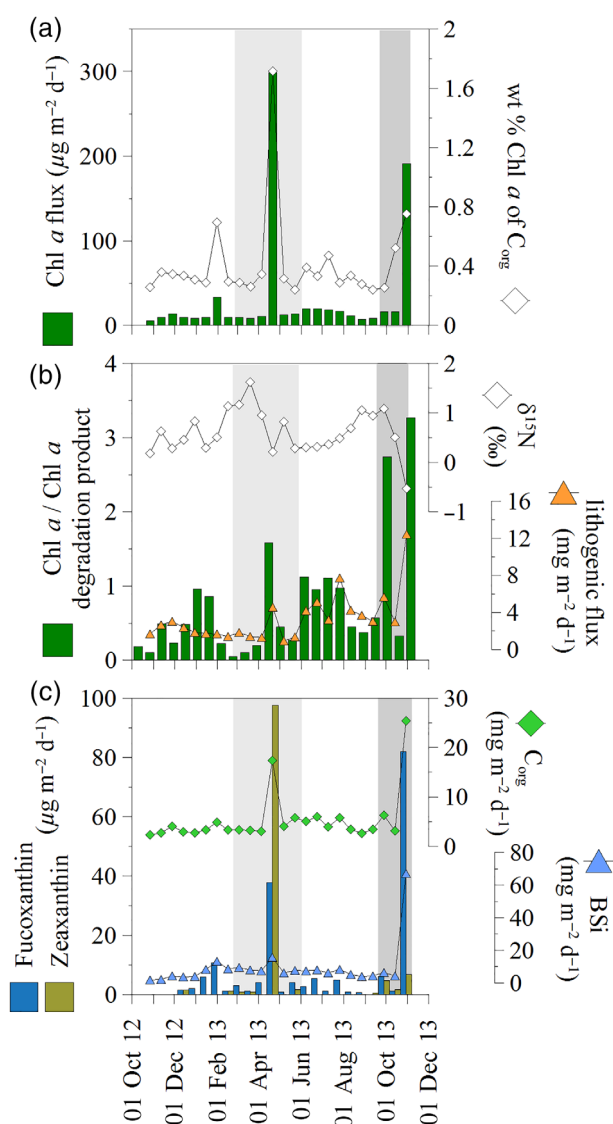 (a)
300
200
100
0
Chl a flux (µg m⁻² d⁻¹)
2
1.6
1.2
0.8
0.4
0
wt % Chl a of Corg
(b)
4
3
2
1
0
Chl a / Chl a
degradation product
2
1
0
−1
δ¹⁵N
(‰)
16
12
8
4
0
lithogenic flux
(mg m⁻² d⁻¹)
(c)
100
80
60
40
20
0
Fucoxanthin
Zeaxanthin
(µg m⁻² d⁻¹)
30
20
10
0
Corg
(mg m⁻² d⁻¹)
80
60
40
20
0
BSi
(mg m⁻² d⁻¹)
01 Oct 12
01 Dec 12
01 Feb 13
01 Apr 13
01 Jun 13
01 Aug 13
01 Oct 13
01 Dec 13